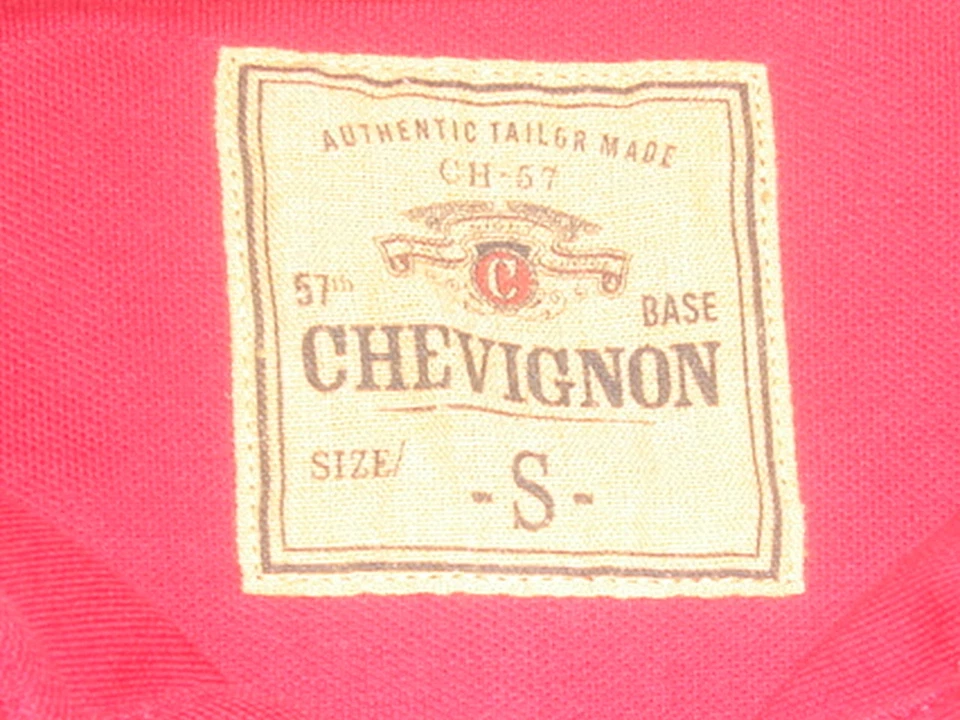 AUTHENTIC TAILOR MADE
CH-57
C
57th BASE
CHEVIGNON
SIZE/ -S-